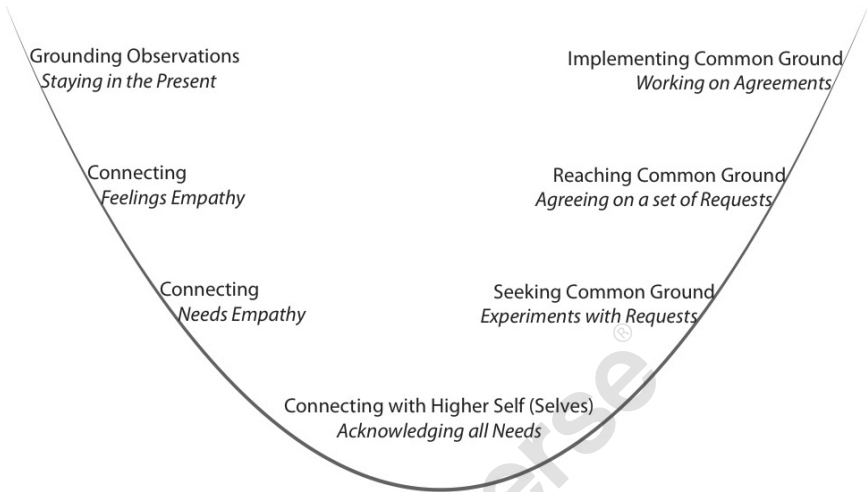 Grounding Observations
Staying in the Present
Connecting
Feelings Empathy
Connecting
Needs Empathy
Connecting with Higher Self (Selves)
Acknowledging all Needs
Seeking Common Ground
Experiments with Requests
Reaching Common Ground
Agreeing on a set of Requests
Implementing Common Ground
Working on Agreements
erse®